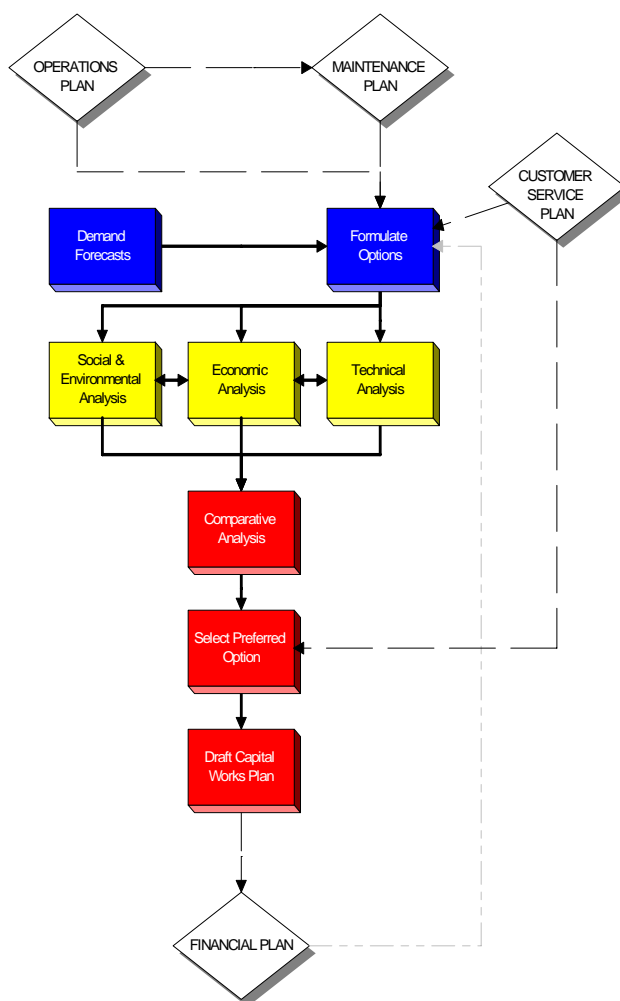 OPERATIONS
PLAN
MAINTENANCE
PLAN
CUSTOMER
SERVICE
PLAN
Demand
Forecasts
Formulate
Options
Social &
Environmental
Analysis
Economic
Analysis
Technical
Analysis
Comparative
Analysis
Select Preferred
Option
Draft Capital
Works Plan
FINANCIAL PLAN